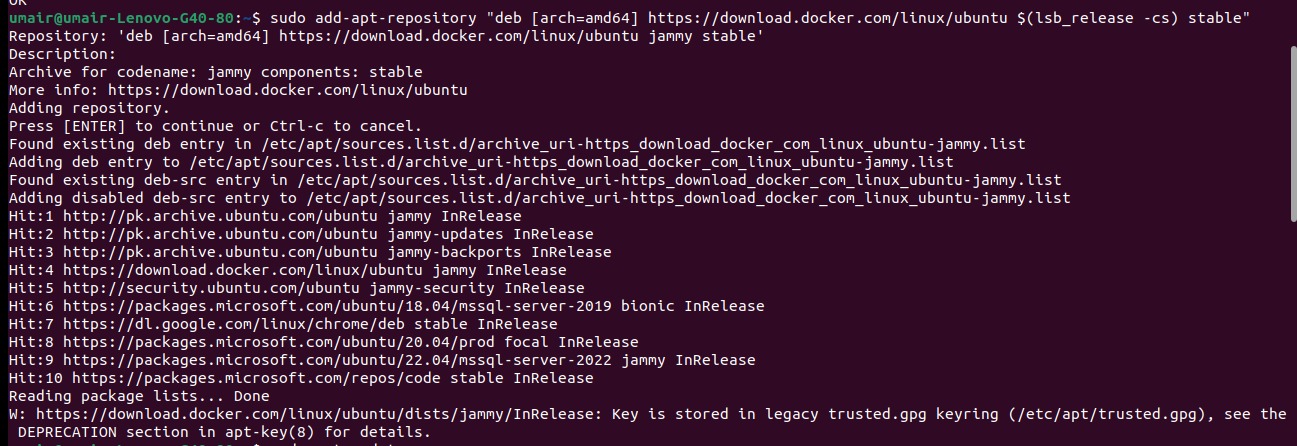 OK
umair@umair-Lenovo-G40-80:~$ sudo add-apt-repository "deb [arch=amd64] https://download.docker.com/linux/ubuntu $(lsb_release -cs) stable"
Repository: 'deb [arch=amd64] https://download.docker.com/linux/ubuntu jammy stable'
Description:
Archive for codename: jammy components: stable
More info: https://download.docker.com/linux/ubuntu
Adding repository.
Press [ENTER] to continue or Ctrl-c to cancel.
Found existing deb entry in /etc/apt/sources.list.d/archive_uri-https_download_docker_com_linux_ubuntu-jammy.list
Adding deb entry to /etc/apt/sources.list.d/archive_uri-https_download_docker_com_linux_ubuntu-jammy.list
Found existing deb-src entry in /etc/apt/sources.list.d/archive_uri-https_download_docker_com_linux_ubuntu-jammy.list
Adding disabled deb-src entry to /etc/apt/sources.list.d/archive_uri-https_download_docker_com_linux_ubuntu-jammy.list
Hit:1 http://pk.archive.ubuntu.com/ubuntu jammy InRelease
Hit:2 http://pk.archive.ubuntu.com/ubuntu jammy-updates InRelease
Hit:3 http://pk.archive.ubuntu.com/ubuntu jammy-backports InRelease
Hit:4 https://download.docker.com/linux/ubuntu jammy InRelease
Hit:5 http://security.ubuntu.com/ubuntu jammy-security InRelease
Hit:6 https://packages.microsoft.com/ubuntu/18.04/mssql-server-2019 bionic InRelease
Hit:7 https://dl.google.com/linux/chrome/deb stable InRelease
Hit:8 https://packages.microsoft.com/ubuntu/20.04/prod focal InRelease
Hit:9 https://packages.microsoft.com/ubuntu/22.04/mssql-server-2022 jammy InRelease
Hit:10 https://packages.microsoft.com/repos/code stable InRelease
Reading package lists... Done
W: https://download.docker.com/linux/ubuntu/dists/jammy/InRelease: Key is stored in legacy trusted.gpg keyring (/etc/apt/trusted.gpg), see the
DEPRECATION section in apt-key(8) for details.